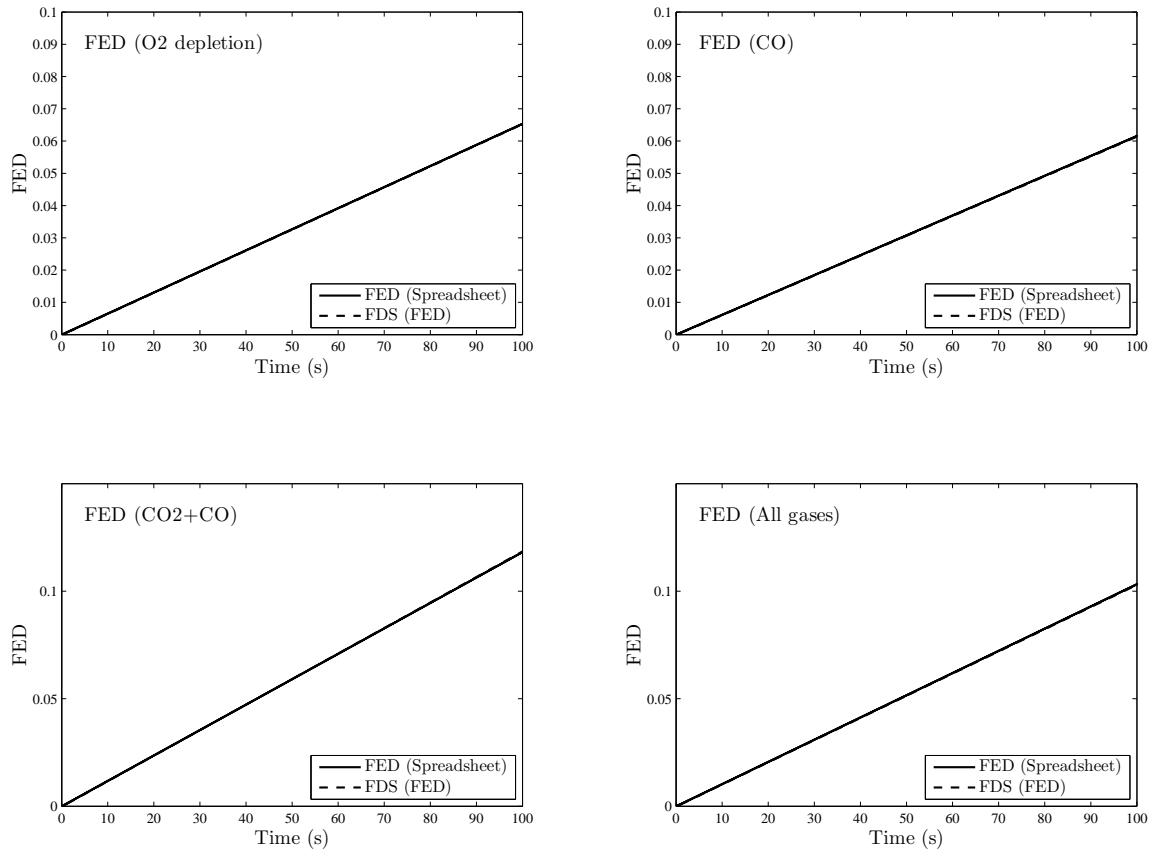 0.1
0.09
0.08
0.07
0.06
0.05
0.04
0.03
0.02
0.01
0
FED
FED (O2 depletion)
FED (Spreadsheet)
FDS (FED)
0 10 20 30 40 50 60 70 80 90 100
Time (s)
0.1
0.09
0.08
0.07
0.06
0.05
0.04
0.03
0.02
0.01
0
FED
FED (CO)
FED (Spreadsheet)
FDS (FED)
0 10 20 30 40 50 60 70 80 90 100
Time (s)
0.1
0.05
0
FED
FED (CO2+CO)
FED (Spreadsheet)
FDS (FED)
0 10 20 30 40 50 60 70 80 90 100
Time (s)
0.1
0.05
0
FED
FED (All gases)
FED (Spreadsheet)
FDS (FED)
0 10 20 30 40 50 60 70 80 90 100
Time (s)